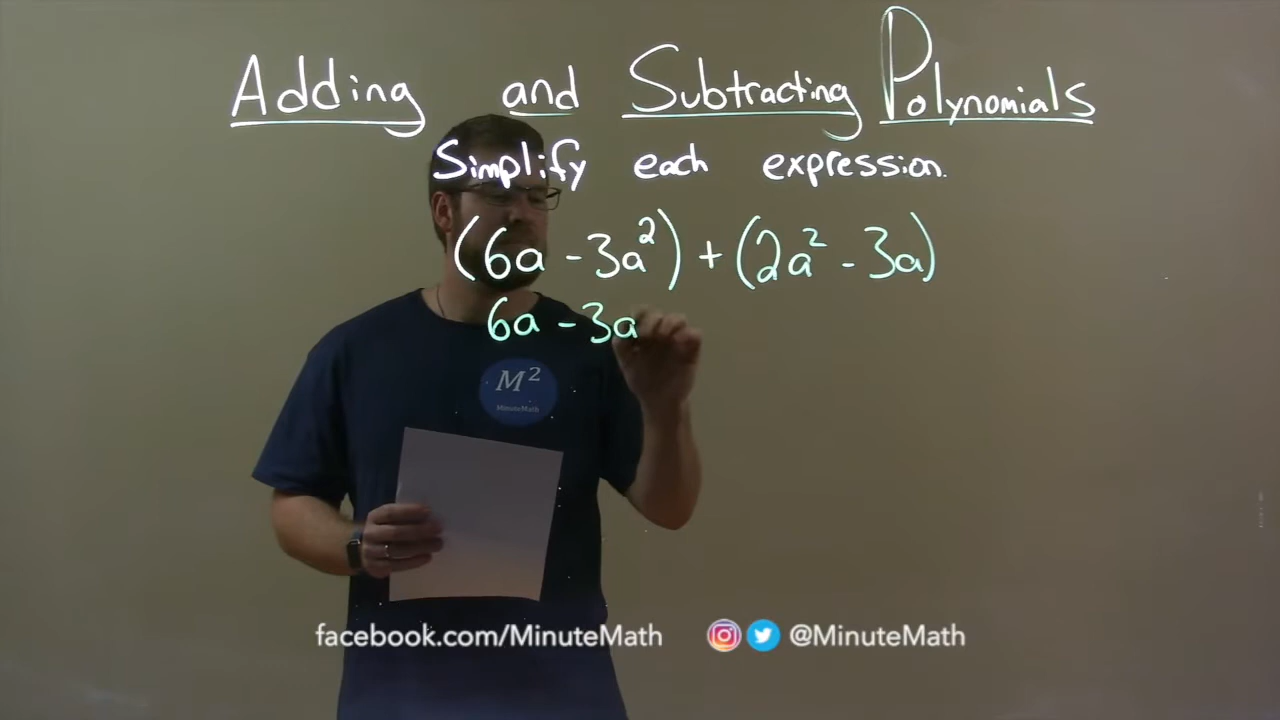 Adding and Subtracting Polynomials
Simplify each expression.
(6a - 3a²) + (2a² - 3a)
6a - 3a
M²
MinuteMath
facebook.com/MinuteMath @MinuteMath